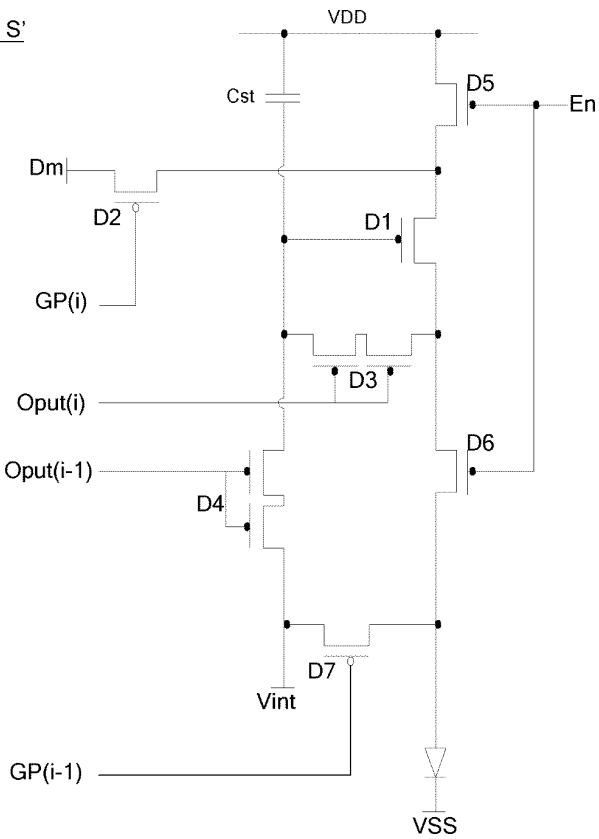 S'
VDD
Cst
D5
En
Dm
D2
D1
GP(i)
D3
Oput(i)
D6
Oput(i-1)
D4
D7
Vint
GP(i-1)
VSS